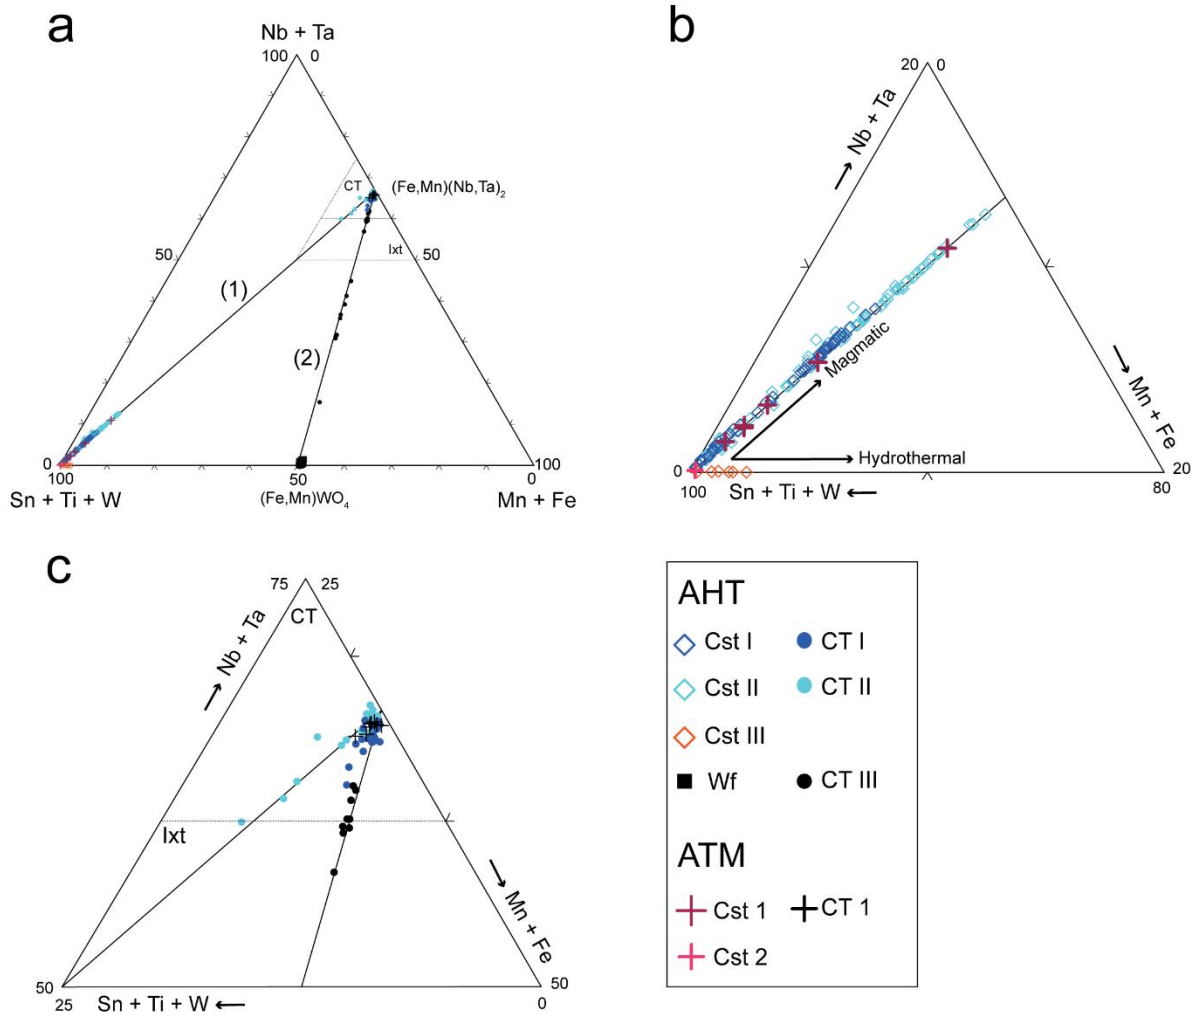 a
Nb + Ta
100 0
CT
(Fe,Mn)(Nb,Ta)2
50
Ixt
50
(1)
(2)
0
100
50
100
0
Sn + Ti + W
(Fe,Mn)WO4
Mn + Fe
b
20 0
Nb + Ta
Magmatic
Mn + Fe
Hydrothermal
0
20
100
Sn + Ti + W
80
c
75 25
CT
Nb + Ta
Ixt
Mn + Fe
50
50
25
Sn + Ti + W
0
AHT
Cst I
CT I
Cst II
CT II
Cst III
Wf
CT III
ATM
Cst 1
CT 1
Cst 2